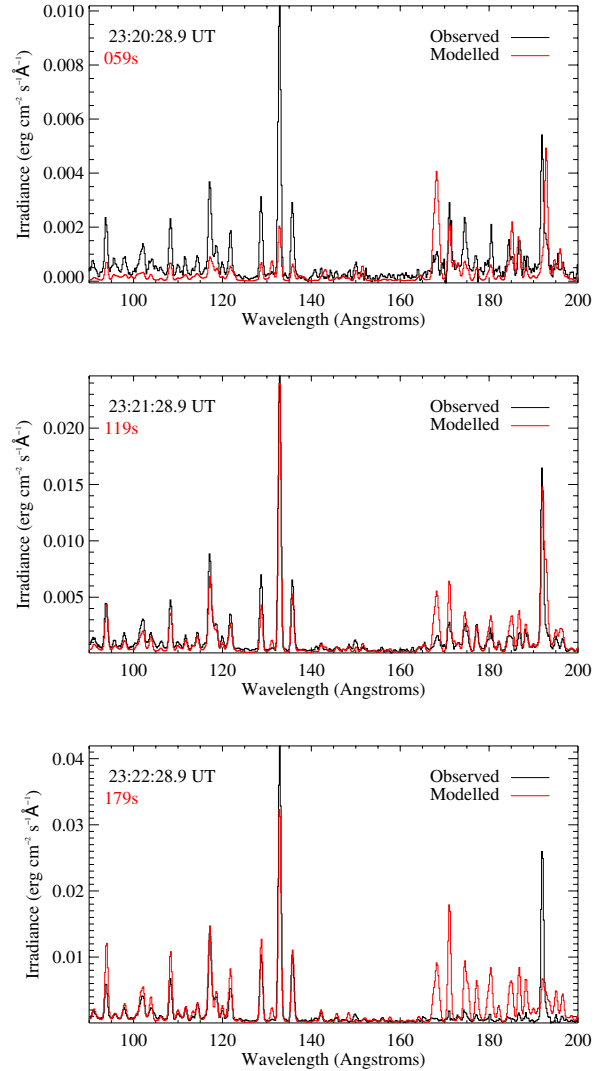 0.010
0.008
0.006
0.004
0.002
0.000
Irradiance (erg cm⁻² s⁻¹Å⁻¹)
23:20:28.9 UT
059s
Observed
Modelled
100 120 140 160 180 200
Wavelength (Angstroms)
0.020
0.015
0.010
0.005
Irradiance (erg cm⁻² s⁻¹Å⁻¹)
23:21:28.9 UT
119s
Observed
Modelled
100 120 140 160 180 200
Wavelength (Angstroms)
0.04
0.03
0.02
0.01
Irradiance (erg cm⁻² s⁻¹Å⁻¹)
23:22:28.9 UT
179s
Observed
Modelled
100 120 140 160 180 200
Wavelength (Angstroms)